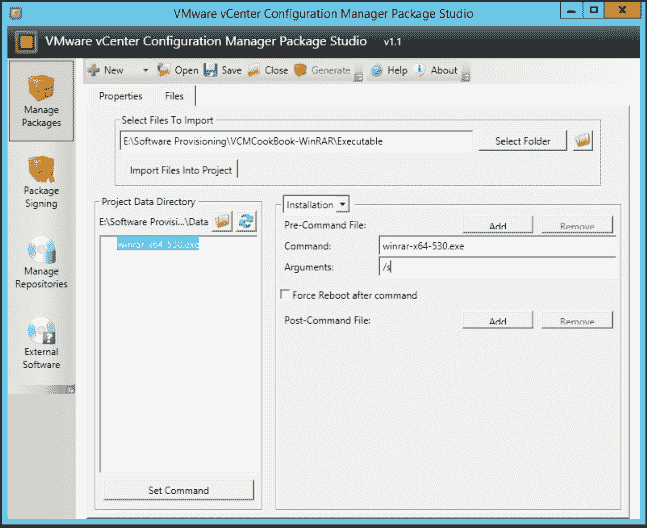 VMware vCenter Configuration Manager Package Studio
VMware vCenter Configuration Manager Package Studio v1.1
New Open Save Close Generate Help About
Manage Packages
Package Signing
Manage Repositories
External Software
Properties Files
Select Files To Import
E:\Software Provisioning\VCMCookBook-WinRAR\Executable Select Folder
Import Files Into Project
Project Data Directory
E:\Software Provisi...\Data
winrar-x64-530.exe
Set Command
Installation
Pre-Command File: Add Remove
Command: winrar-x64-530.exe
Arguments: /s
Force Reboot after command
Post-Command File: Add Remove